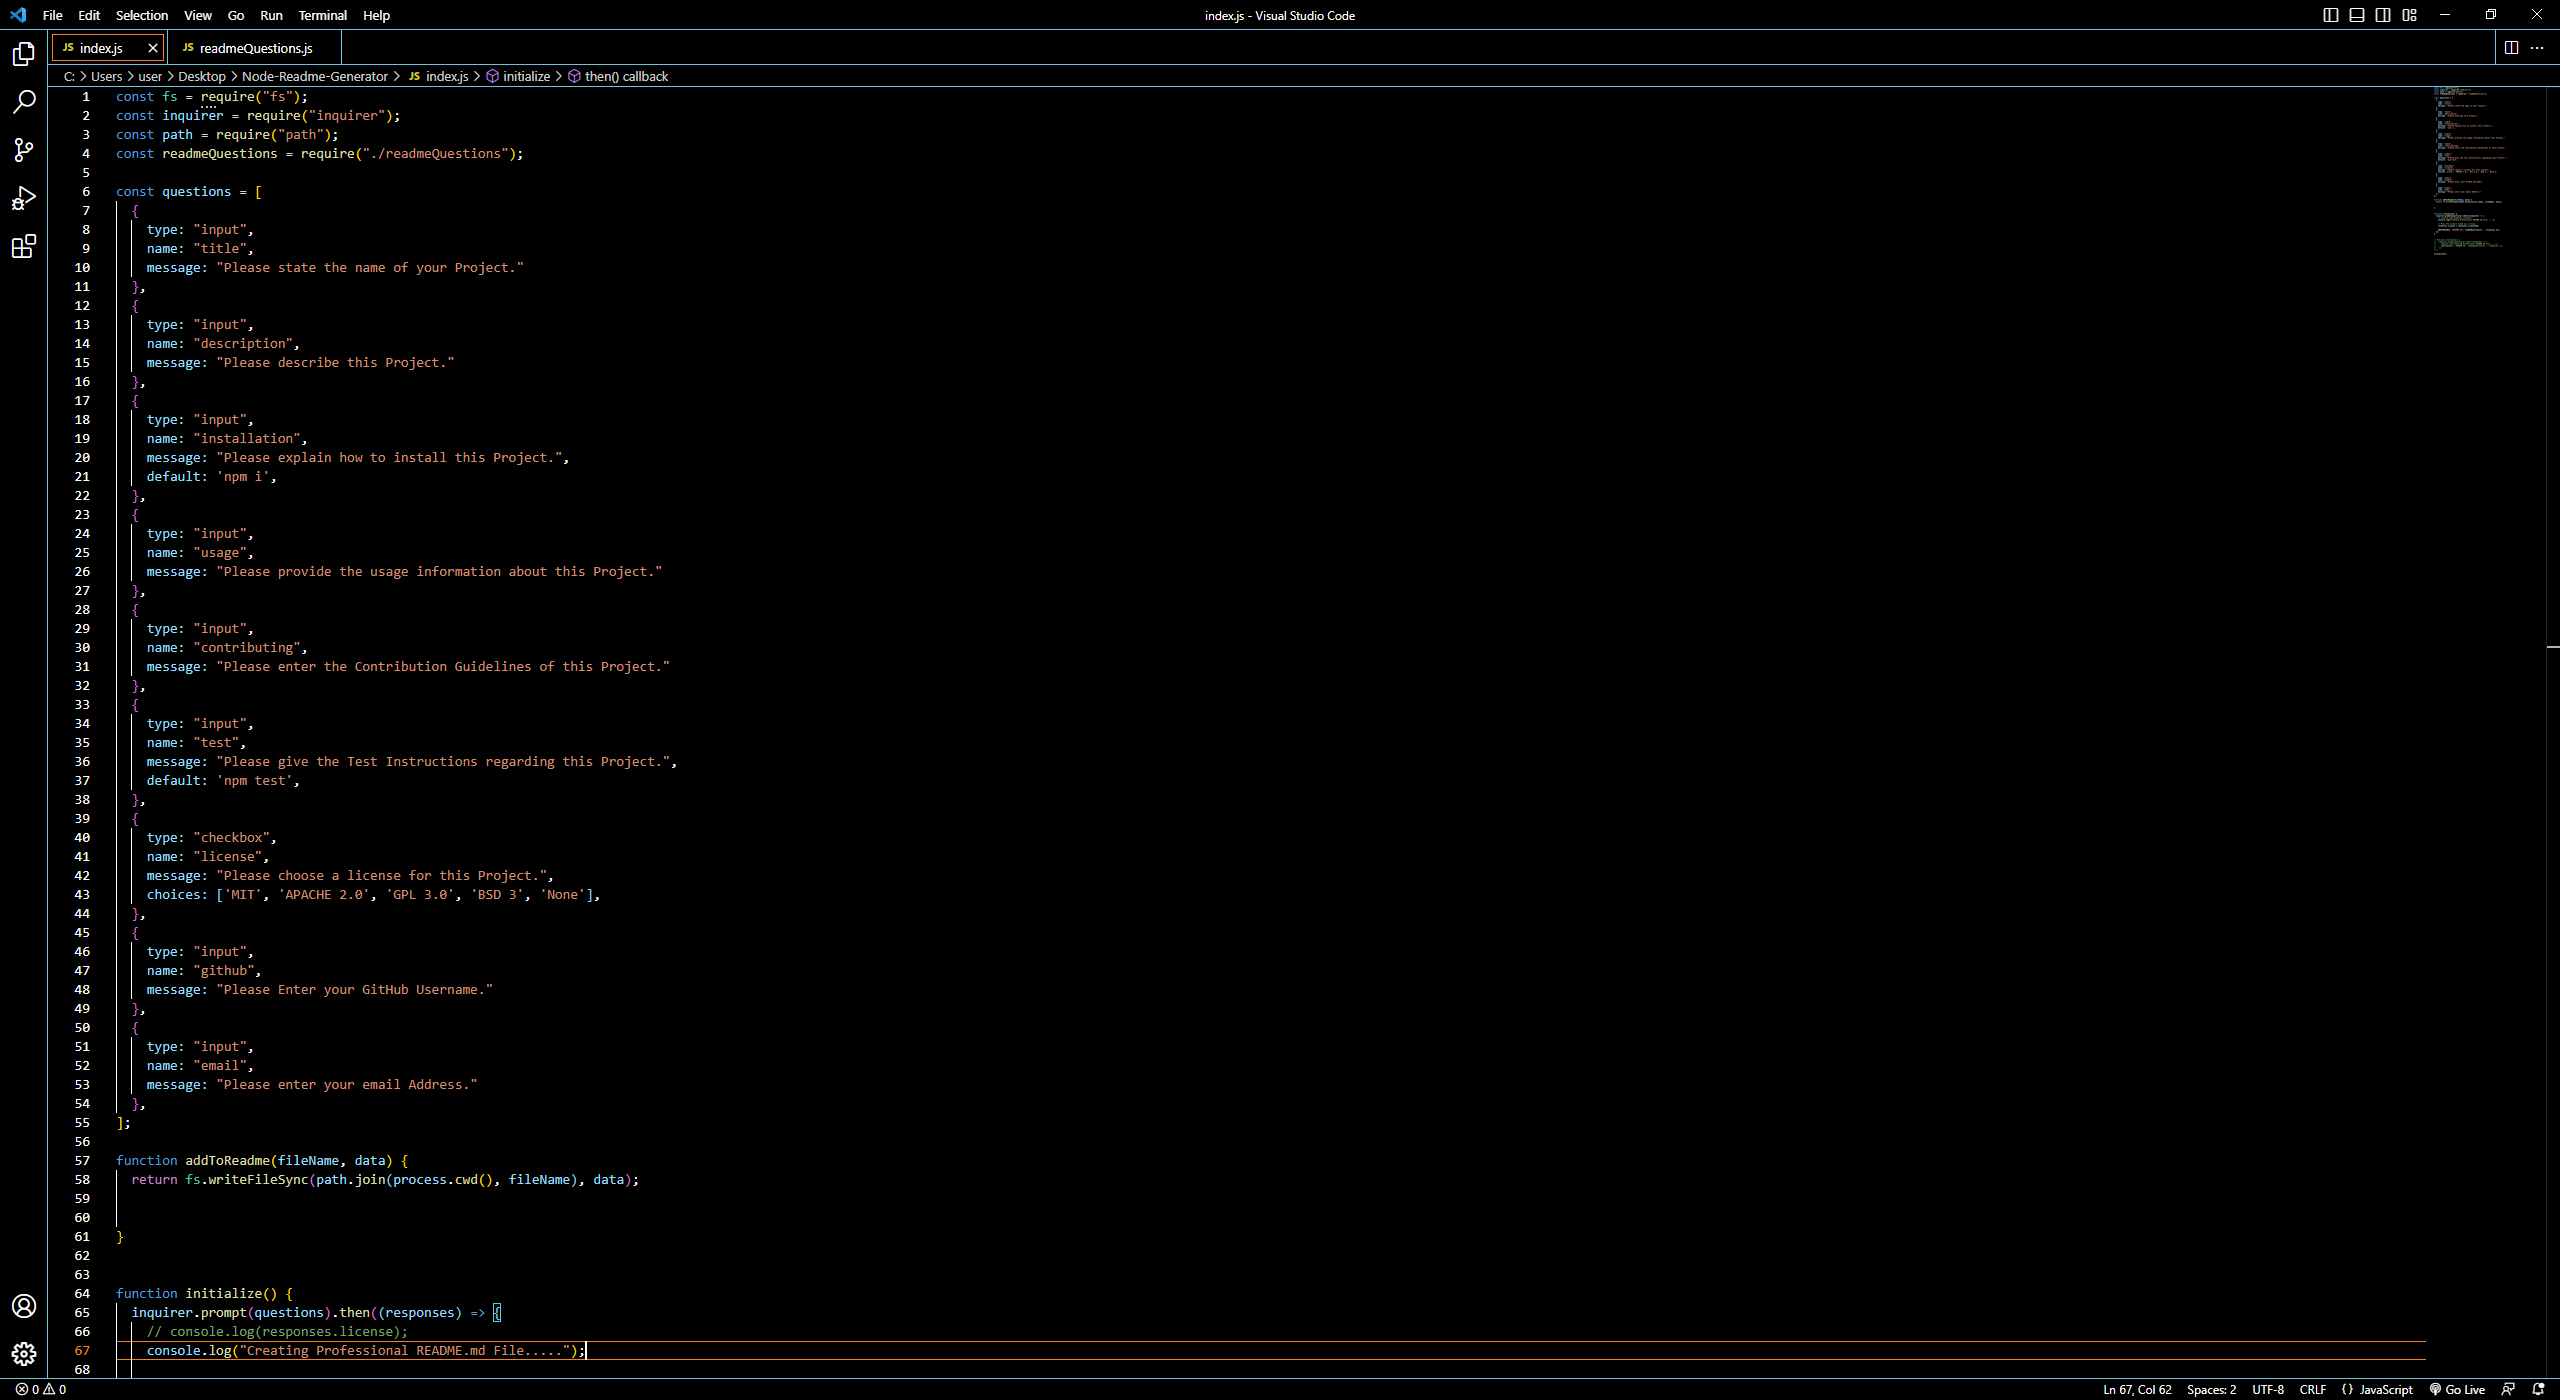 File Edit Selection View Go Run Terminal Help
index.js - Visual Studio Code
JS index.js
JS readmeQuestions.js
C: > Users > user > Desktop > Node-Readme-Generator > JS index.js > initialize > then() callback
1 const fs = require("fs");
2 const inquirer = require("inquirer");
3 const path = require("path");
4 const readmeQuestions = require("./readmeQuestions");
5
6 const questions = [
7 {
8 type: "input",
9 name: "title",
10 message: "Please state the name of your Project."
11 },
12 {
13 type: "input",
14 name: "description",
15 message: "Please describe this Project."
16 },
17 {
18 type: "input",
19 name: "installation",
20 message: "Please explain how to install this Project.",
21 default: 'npm i',
22 },
23 {
24 type: "input",
25 name: "usage",
26 message: "Please provide the usage information about this Project."
27 },
28 {
29 type: "input",
30 name: "contributing",
31 message: "Please enter the Contribution Guidelines of this Project."
32 },
33 {
34 type: "input",
35 name: "test",
36 message: "Please give the Test Instructions regarding this Project.",
37 default: 'npm test',
38 },
39 {
40 type: "checkbox",
41 name: "license",
42 message: "Please choose a license for this Project.",
43 choices: ['MIT', 'APACHE 2.0', 'GPL 3.0', 'BSD 3', 'None'],
44 },
45 {
46 type: "input",
47 name: "github",
48 message: "Please Enter your GitHub Username."
49 },
50 {
51 type: "input",
52 name: "email",
53 message: "Please enter your email Address."
54 },
55 ];
56
57 function addToReadme(fileName, data) {
58 return fs.writeFileSync(path.join(process.cwd(), fileName), data);
59
60
61 }
62
63
64 function initialize() {
65 inquirer.prompt(questions).then((responses) => {
66 // console.log(responses.license);
67 console.log("Creating Professional README.md File.....");
68
0 0
Ln 67, Col 62 Spaces: 2 UTF-8 CRLF {} JavaScript Go Live